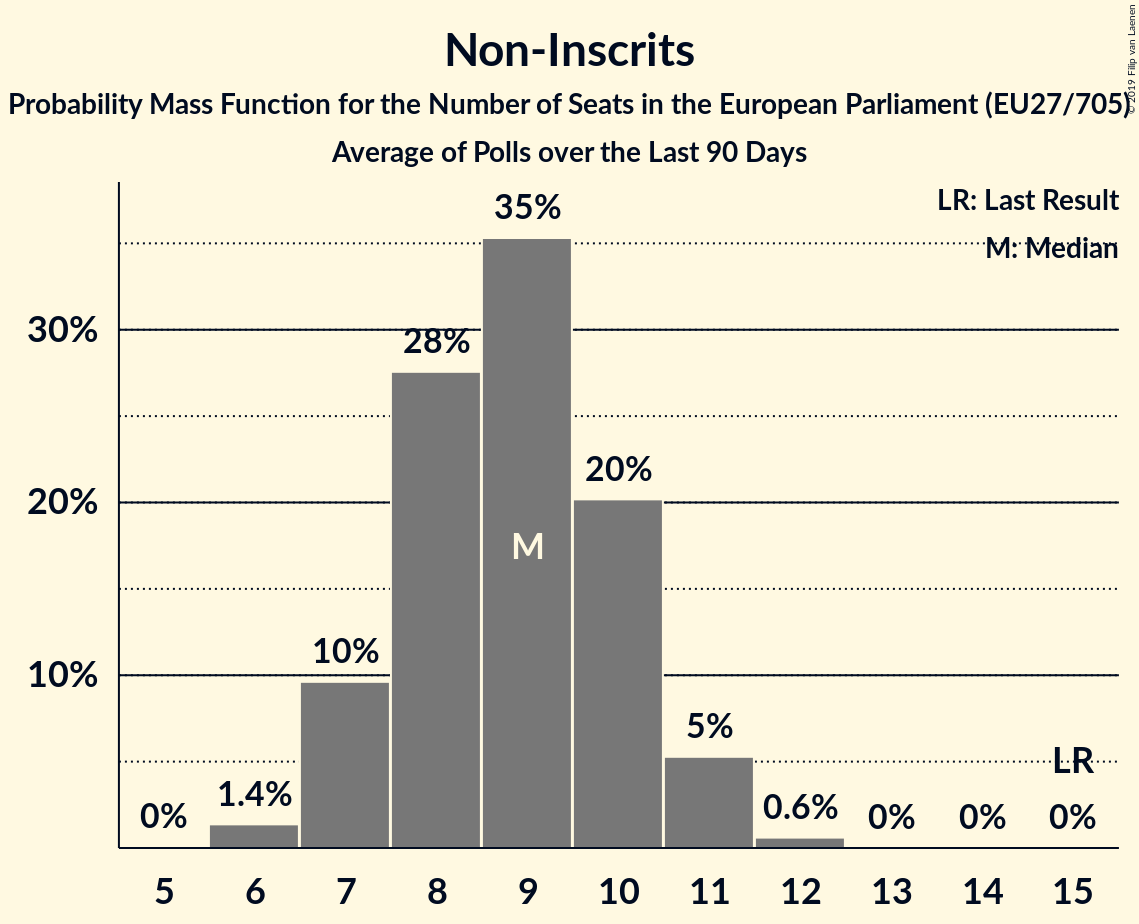 Non-Inscrits
Probability Mass Function for the Number of Seats in the European Parliament (EU27/705)
Average of Polls over the Last 90 Days
© 2019 Filip van Laenen
LR: Last Result
M: Median
35%
30%
28%
20%
20%
M
10%
10%
5%
LR
0%
1.4%
0.6%
0%
0%
0%
5 6 7 8 9 10 11 12 13 14 15